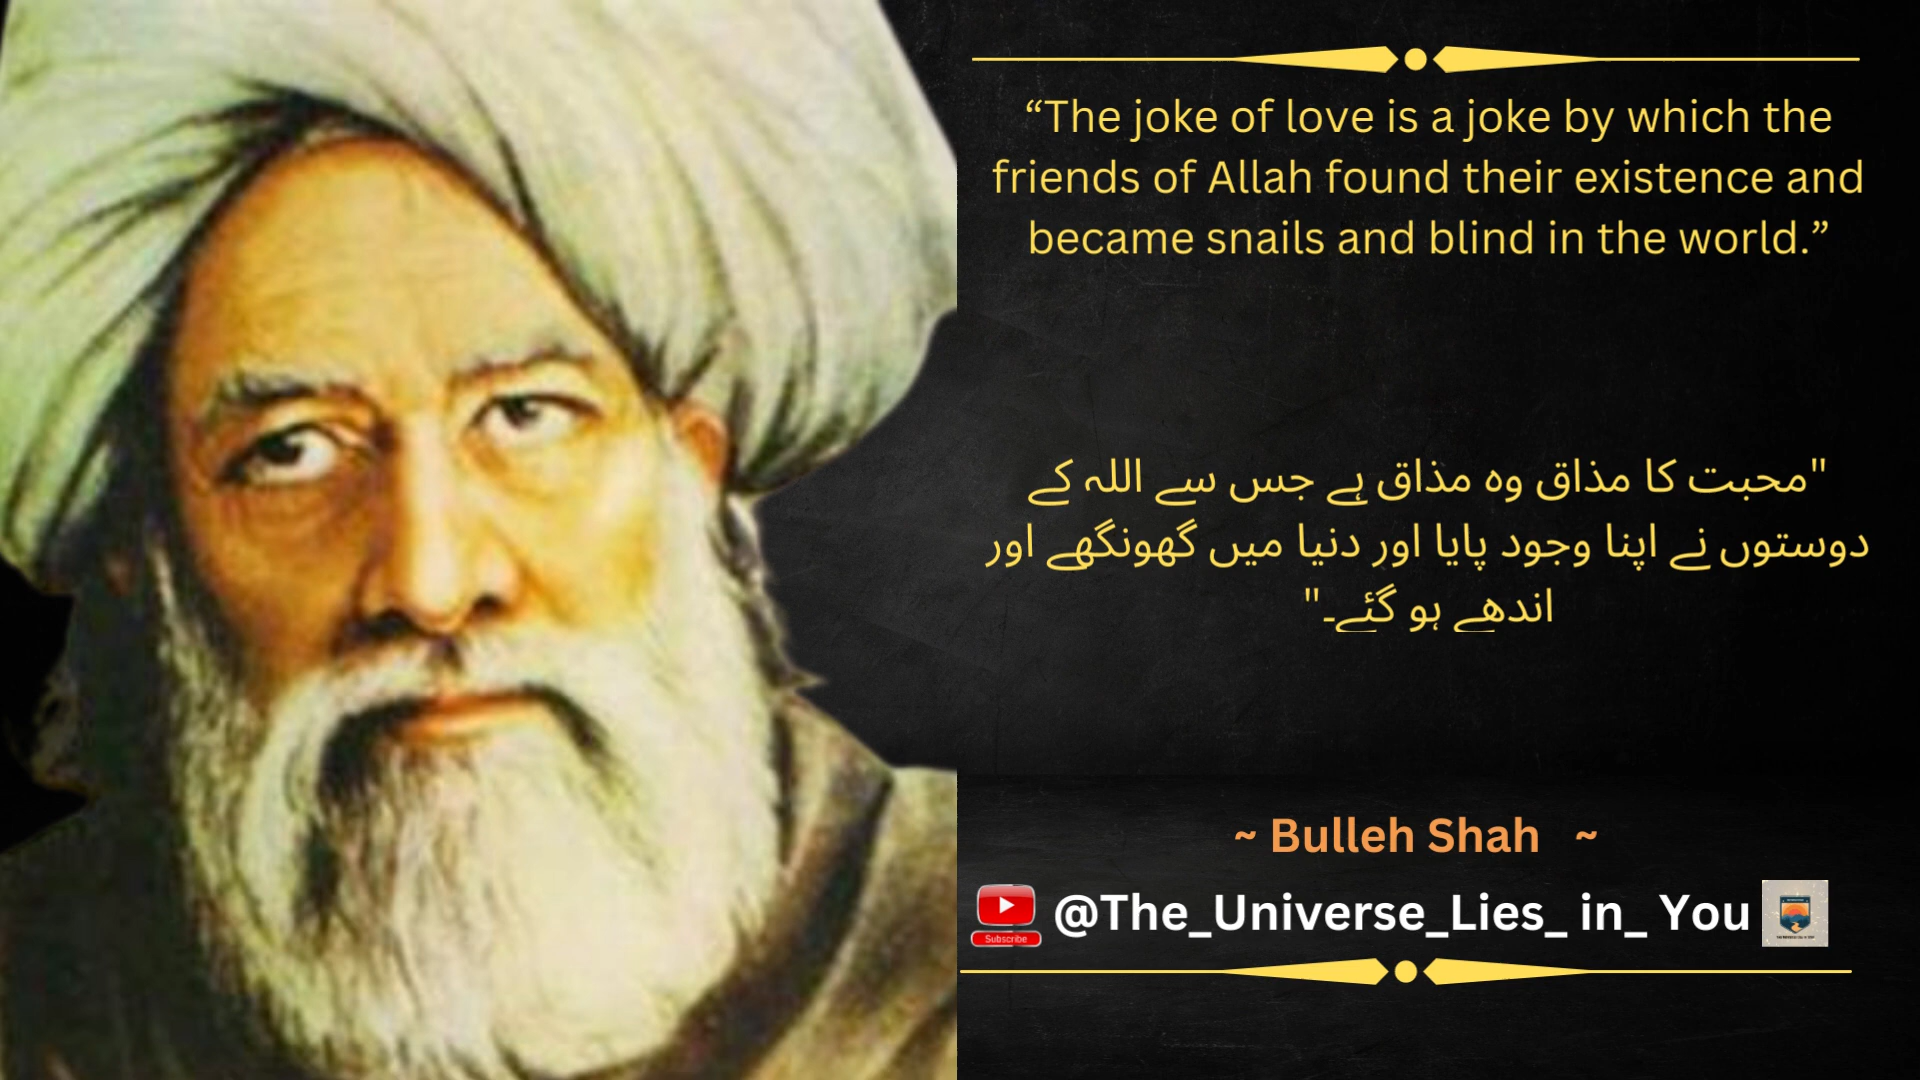 “The joke of love is a joke by which the
friends of Allah found their existence and
became snails and blind in the world.”
"محبت کا مذاق وہ مذاق ہے جس سے اللہ کے
دوستوں نے اپنا وجود پایا اور دنیا میں گھونگھے اور
اندھے ہو گئے۔"
~ Bulleh Shah ~
Subscribe
@The_Universe_Lies_ in_ You